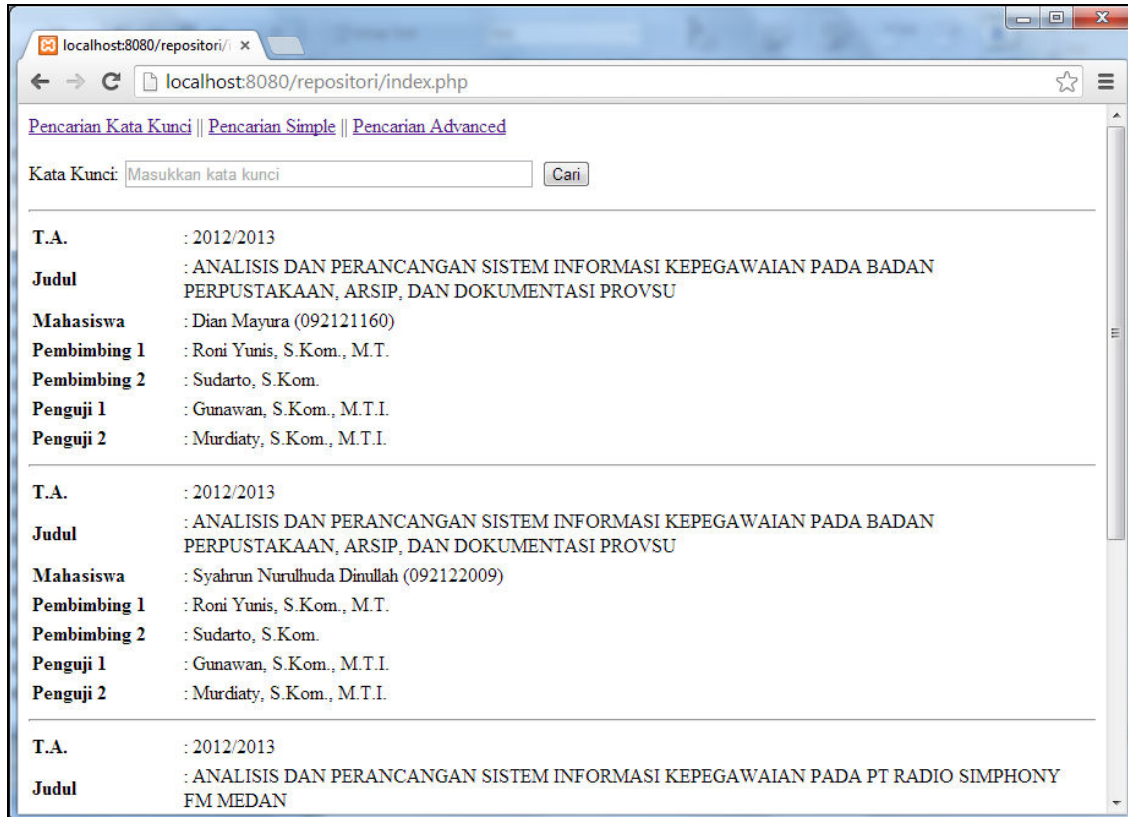 localhost:8080/repositori/i
localhost:8080/repositori/index.php
Pencarian Kata Kunci || Pencarian Simple || Pencarian Advanced
Kata Kunci: Masukkan kata kunci Cari
T.A. : 2012/2013
Judul : ANALISIS DAN PERANCANGAN SISTEM INFORMASI KEPEGAWAIAN PADA BADAN
PERPUSTAKAAN, ARSIP, DAN DOKUMENTASI PROVSU
Mahasiswa : Dian Mayura (092121160)
Pembimbing 1 : Roni Yunis, S.Kom., M.T.
Pembimbing 2 : Sudarto, S.Kom.
Penguji 1 : Gunawan, S.Kom., M.T.I.
Penguji 2 : Murdiaty, S.Kom., M.T.I.
T.A. : 2012/2013
Judul : ANALISIS DAN PERANCANGAN SISTEM INFORMASI KEPEGAWAIAN PADA BADAN
PERPUSTAKAAN, ARSIP, DAN DOKUMENTASI PROVSU
Mahasiswa : Syahrun Nurulhuda Dinullah (092122009)
Pembimbing 1 : Roni Yunis, S.Kom., M.T.
Pembimbing 2 : Sudarto, S.Kom.
Penguji 1 : Gunawan, S.Kom., M.T.I.
Penguji 2 : Murdiaty, S.Kom., M.T.I.
T.A. : 2012/2013
Judul : ANALISIS DAN PERANCANGAN SISTEM INFORMASI KEPEGAWAIAN PADA PT RADIO SIMPHONY
FM MEDAN